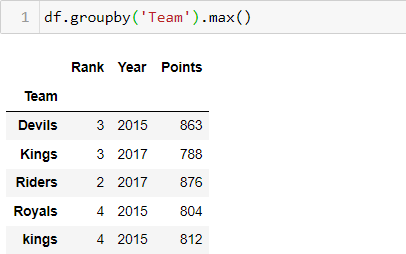 1 df.groupby('Team').max()
Rank Year Points
Team
Devils 3 2015 863
Kings 3 2017 788
Riders 2 2017 876
Royals 4 2015 804
kings 4 2015 812